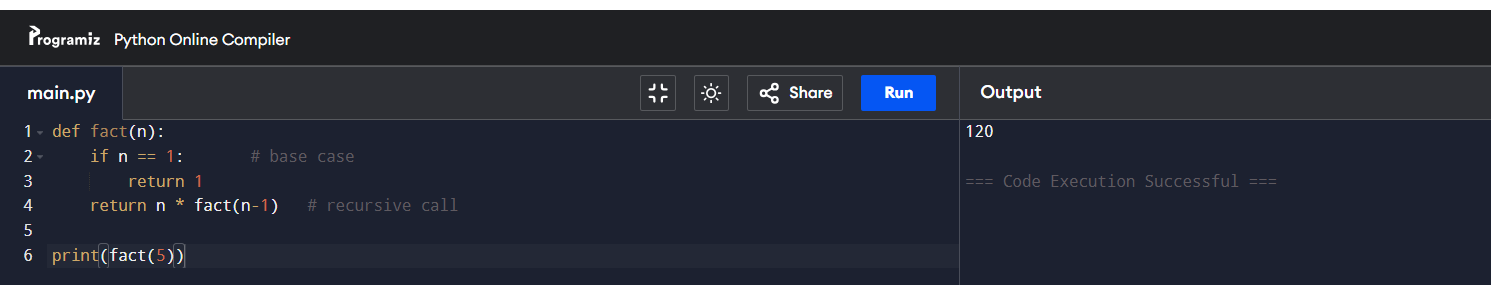 Programiz Python Online Compiler
main.py Share Run Output
1 def fact(n):
2     if n == 1:       # base case
3         return 1
4     return n * fact(n-1)   # recursive call
5
6 print(fact(5))
120
=== Code Execution Successful ===